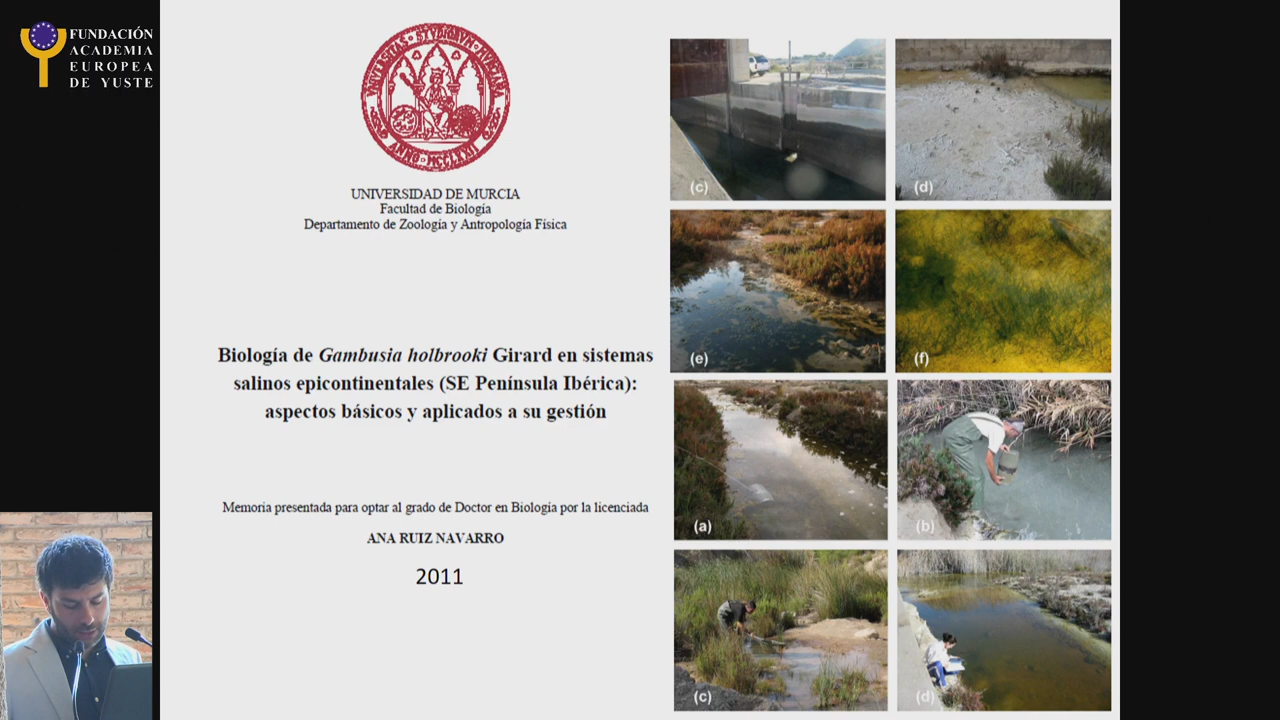 FUNDACIÓN
ACADEMIA
EUROPEA
DE YUSTE
UNIVERSIDAD DE MURCIA
Facultad de Biología
Departamento de Zoología y Antropología Física
Biología de Gambusia holbrooki Girard en sistemas
salinos epicontinentales (SE Península Ibérica):
aspectos básicos y aplicados a su gestión
Memoria presentada para optar al grado de Doctor en Biología por la licenciada
ANA RUIZ NAVARRO
2011
(c)
(d)
(e)
(f)
(a)
(b)
(c)
(d)